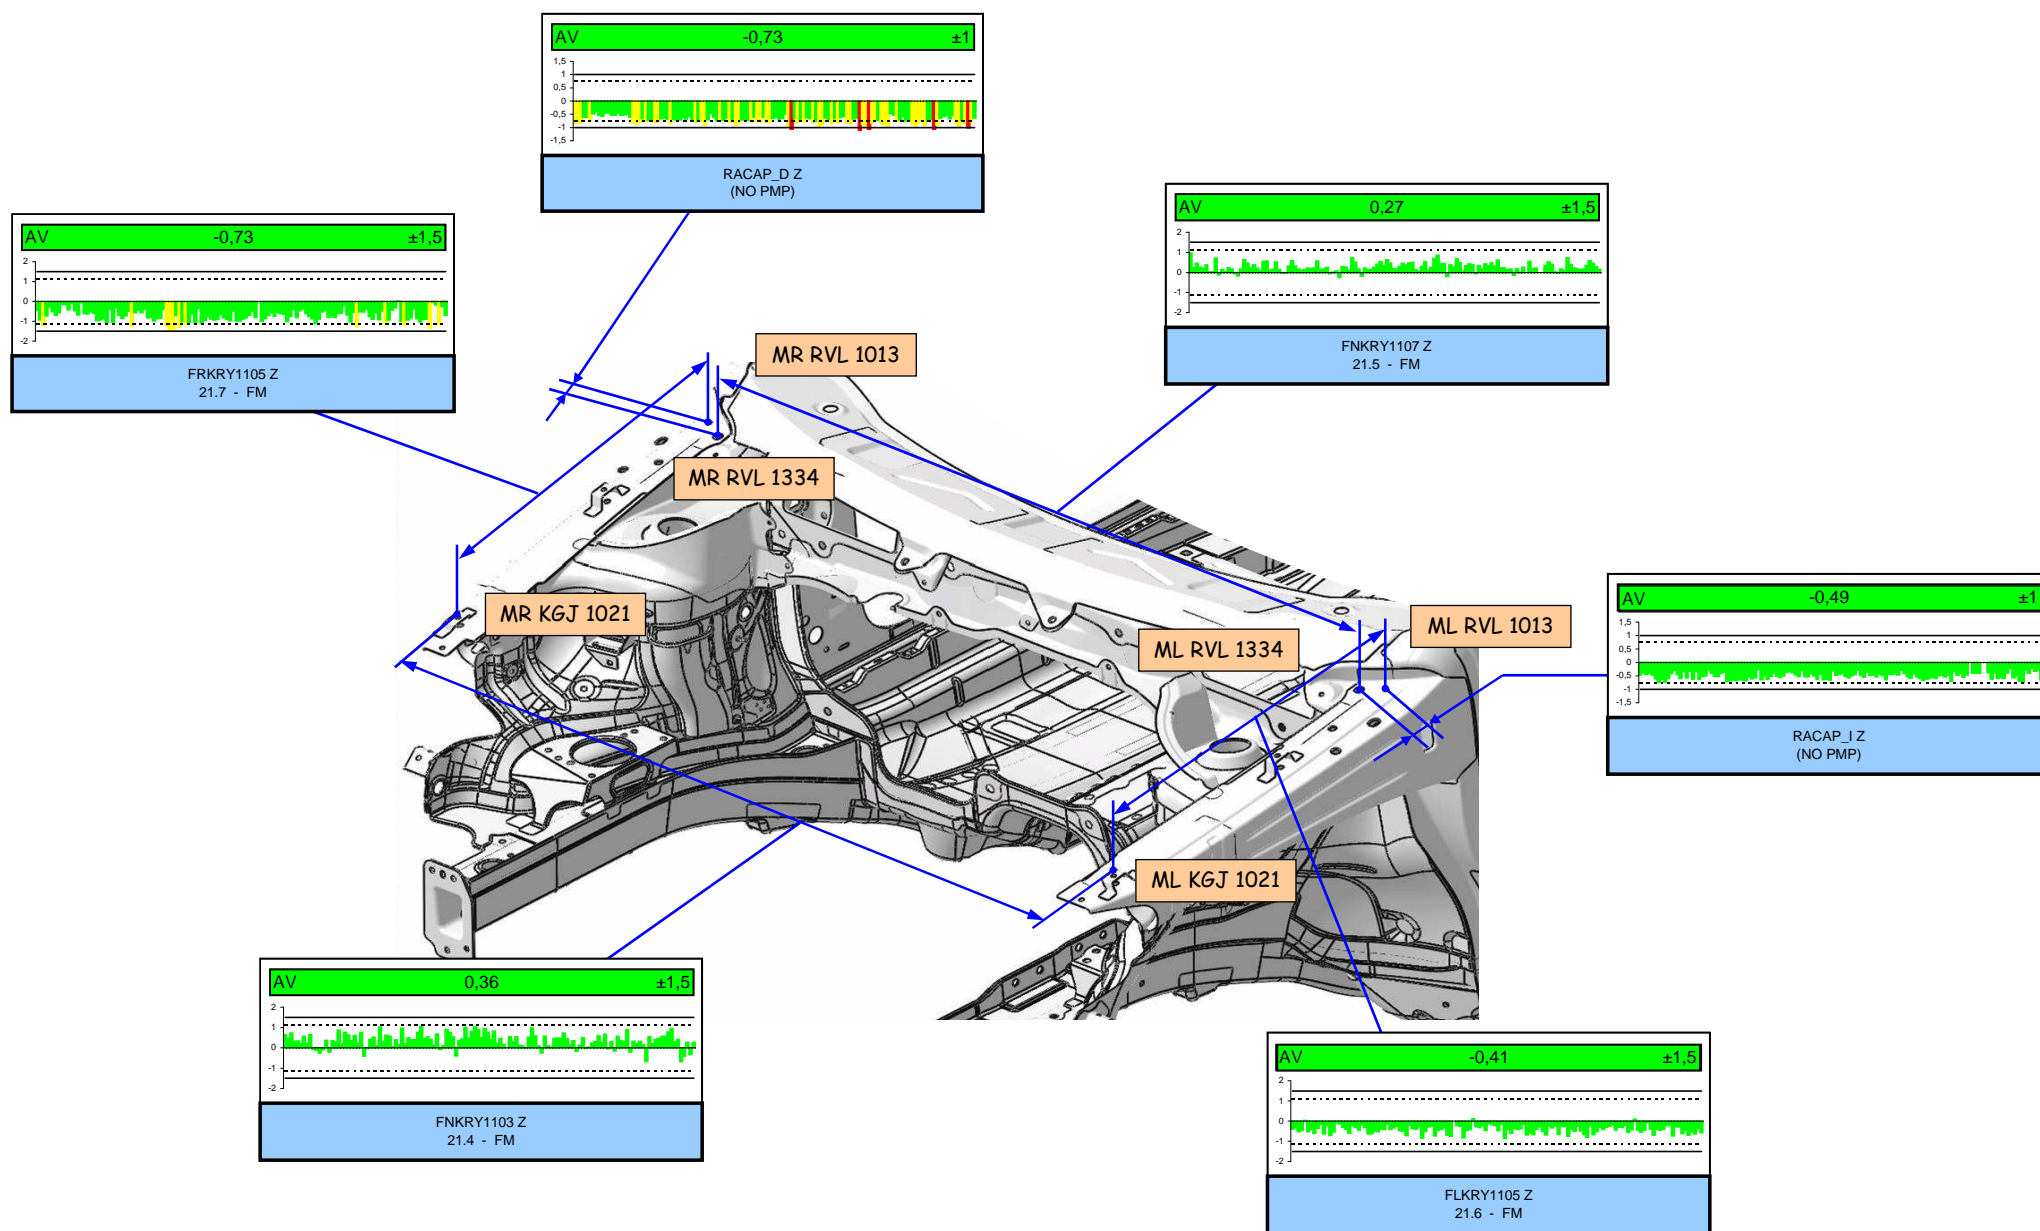 AV -0,73 ±1
1,5
1
0,5
0
-0,5
-1
-1,5
RACAP_D Z
(NO PMP)
AV 0,27 ±1,5
2
1
0
-1
-2
FNKRY1107 Z
21.5 - FM
AV -0,73 ±1,5
2
1
0
-1
-2
FRKRY1105 Z
21.7 - FM
MR RVL 1013
MR RVL 1334
MR KGJ 1021
ML RVL 1334
ML RVL 1013
ML KGJ 1021
AV -0,49 ±1
1,5
1
0,5
0
-0,5
-1
-1,5
RACAP_I Z
(NO PMP)
AV 0,36 ±1,5
2
1
0
-1
-2
FNKRY1103 Z
21.4 - FM
AV -0,41 ±1,5
2
1
0
-1
-2
FLKRY1105 Z
21.6 - FM